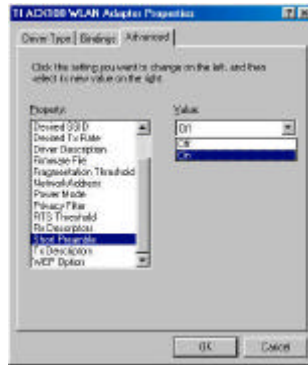 TI ACX100 WLAN Adapter Properties
Driver Type Bindings Advanced
Click the setting you want to change on the left, and then
select its new value on the right.
Property:
Value:
Desired SSID
Desired Tx Rate
Driver Description
Firmware File
Fragmentation Threshold
NetworkAddress
Power Mode
Privacy Filter
RTS Threshold
Rx Descriptors
Short Preamble
Tx Descriptors
WEP Option
Off
Off
On
OK
Cancel